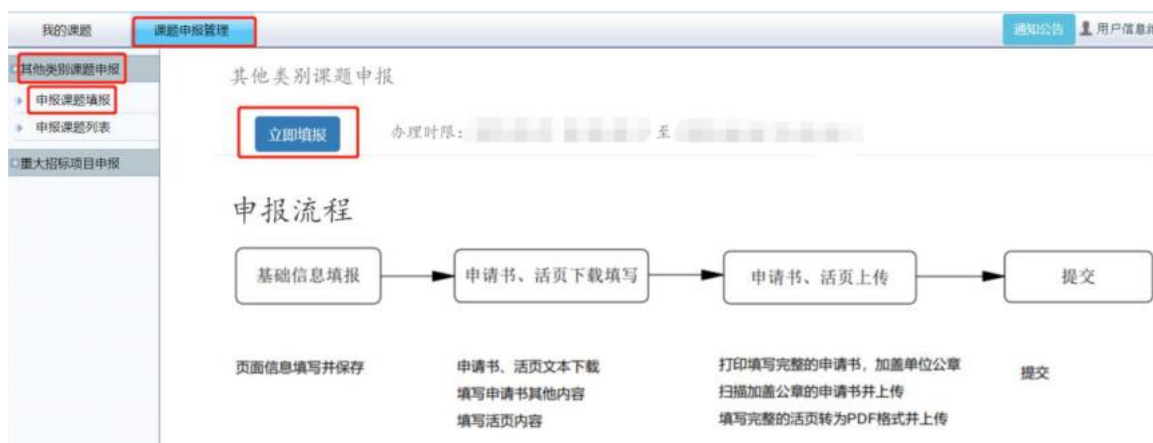 我的课题 课题申报管理 通知公告 用户信息
其他类别课题申报
申报课题填报
申报课题列表
重大招标项目申报
其他类别课题申报
立即填报 办理时限： 至
申报流程
基础信息填报 申请书、活页下载填写 申请书、活页上传 提交
页面信息填写并保存
申请书、活页文本下载
填写申请书其他内容
填写活页内容
打印填写完整的申请书，加盖单位公章
扫描加盖公章的申请书并上传
填写完整的活页转为PDF格式并上传
提交